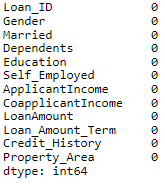 Loan_ID 0
Gender 0
Married 0
Dependents 0
Education 0
Self_Employed 0
ApplicantIncome 0
CoapplicantIncome 0
LoanAmount 0
Loan_Amount_Term 0
Credit_History 0
Property_Area 0
dtype: int64